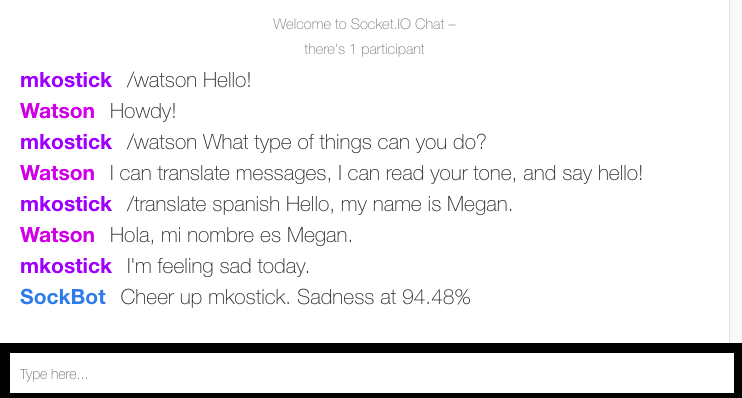 Welcome to Socket.IO Chat –
there's 1 participant
mkostick /watson Hello!
Watson Howdy!
mkostick /watson What type of things can you do?
Watson I can translate messages, I can read your tone, and say hello!
mkostick /translate spanish Hello, my name is Megan.
Watson Hola, mi nombre es Megan.
mkostick I'm feeling sad today.
SockBot Cheer up mkostick. Sadness at 94.48%
Type here...